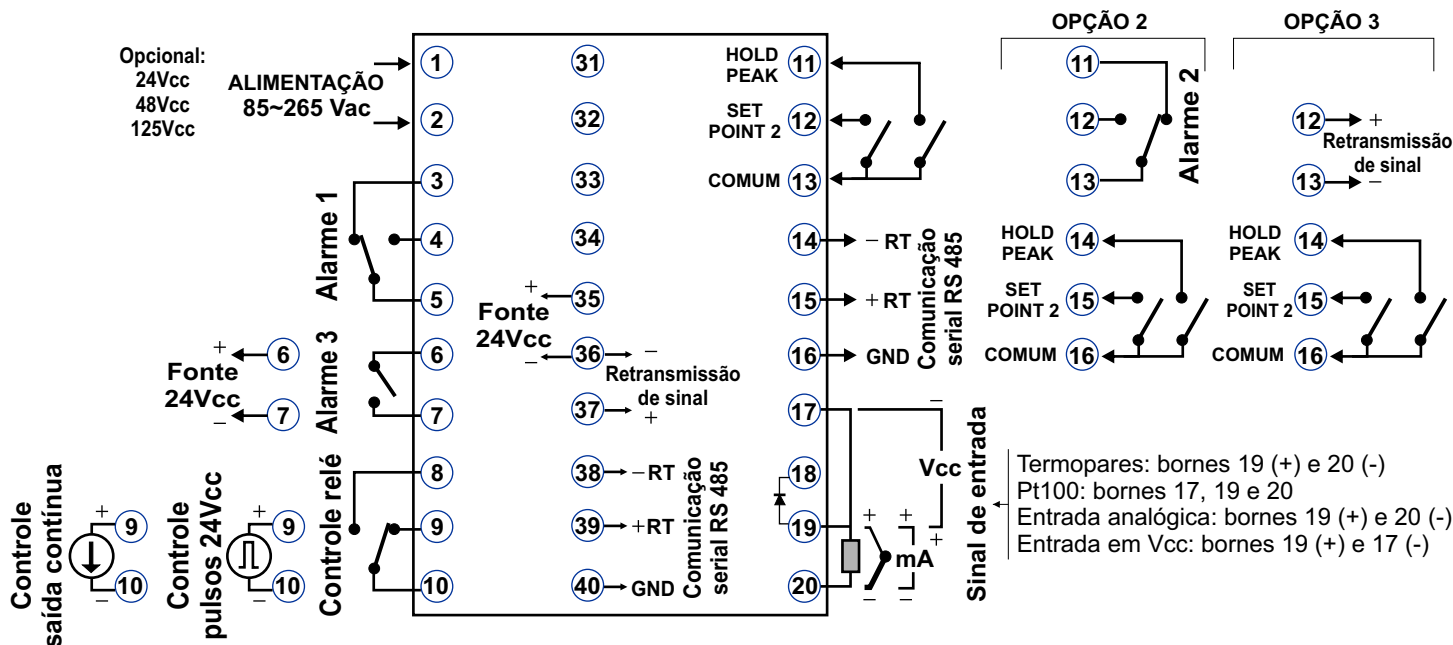 OPÇÃO 2
OPÇÃO 3
Opcional:
24Vcc
48Vcc
125Vcc
ALIMENTAÇÃO
85~265 Vac
1
2
3
4
5
6
7
8
9
10
Alarme 1
Alarme 3
+
6
Fonte
24Vcc
7
−
Controle relé
Controle
pulsos 24Vcc
+
9
10
−
Controle
saída contínua
+
9
10
−
31
32
33
34
35
36
37
38
39
40
+
Fonte
24Vcc
−
−
Retransmissão
de sinal
+
−RT
+RT
GND
Comunicação
serial RS 485
HOLD
PEAK
11
SET
POINT 2
12
COMUM
13
14
− RT
15
+ RT
16
GND
Comunicação
serial RS 485
17
18
19
20
−
Vcc
+
+
+
mA
−
−
Sinal de entrada
Termopares: bornes 19 (+) e 20 (-)
Pt100: bornes 17, 19 e 20
Entrada analógica: bornes 19 (+) e 20 (-)
Entrada em Vcc: bornes 19 (+) e 17 (-)
11
12
13
Alarme 2
HOLD
PEAK
14
SET
POINT 2
15
COMUM
16
12
+
Retransmissão
de sinal
13
−
HOLD
PEAK
14
SET
POINT 2
15
COMUM
16